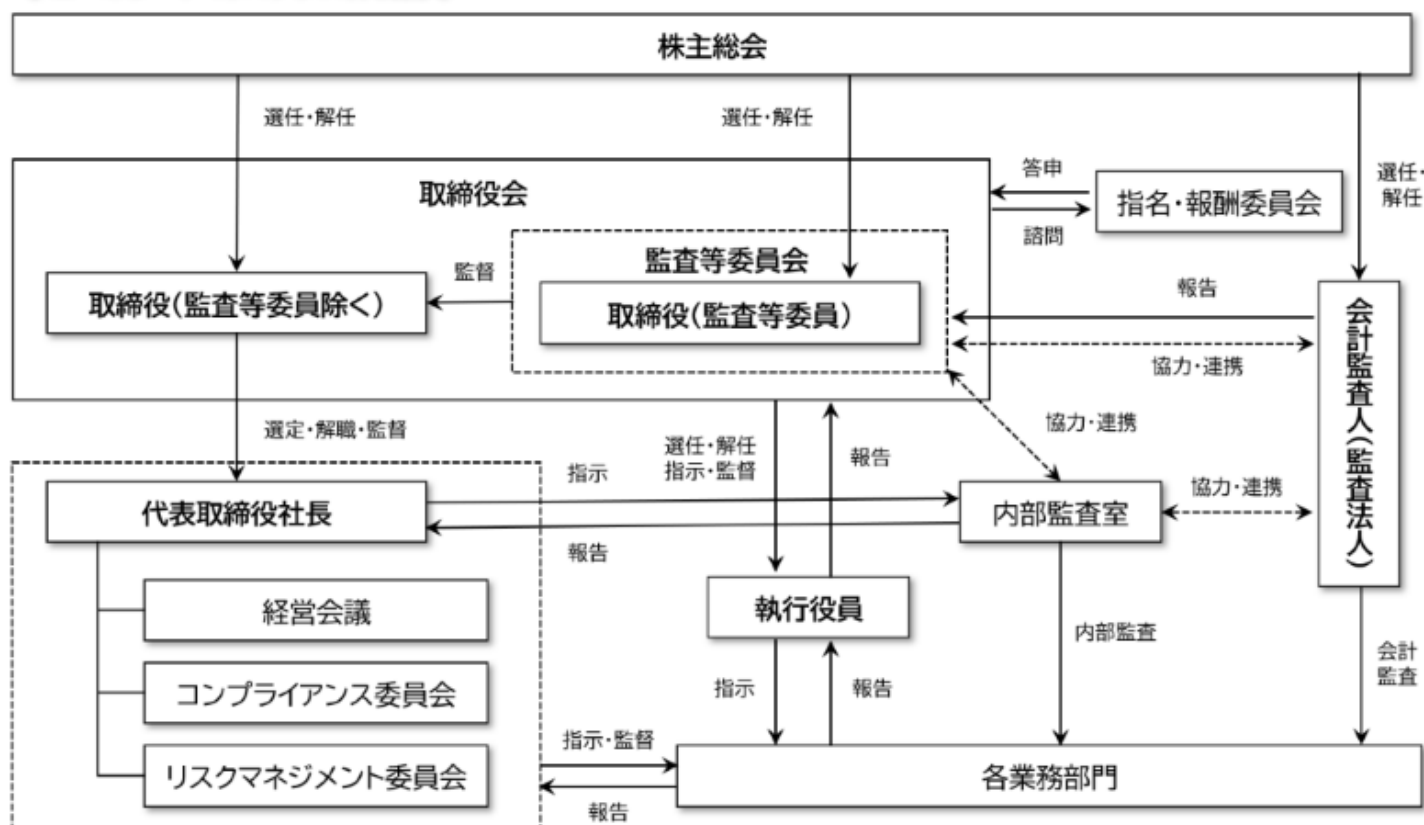 株主総会
選任・解任
選任・解任
選任・
解任
取締役会
答申
諮問
指名・報酬委員会
監査等委員会
監督
取締役(監査等委員除く)
取締役(監査等委員)
報告
協力・連携
会計監査人(監査法人)
選定・解職・監督
選任・解任
指示・監督
報告
協力・連携
指示
代表取締役社長
内部監査室
協力・連携
報告
経営会議
執行役員
内部監査
会計
監査
コンプライアンス委員会
指示
報告
指示・監督
リスクマネジメント委員会
各業務部門
報告